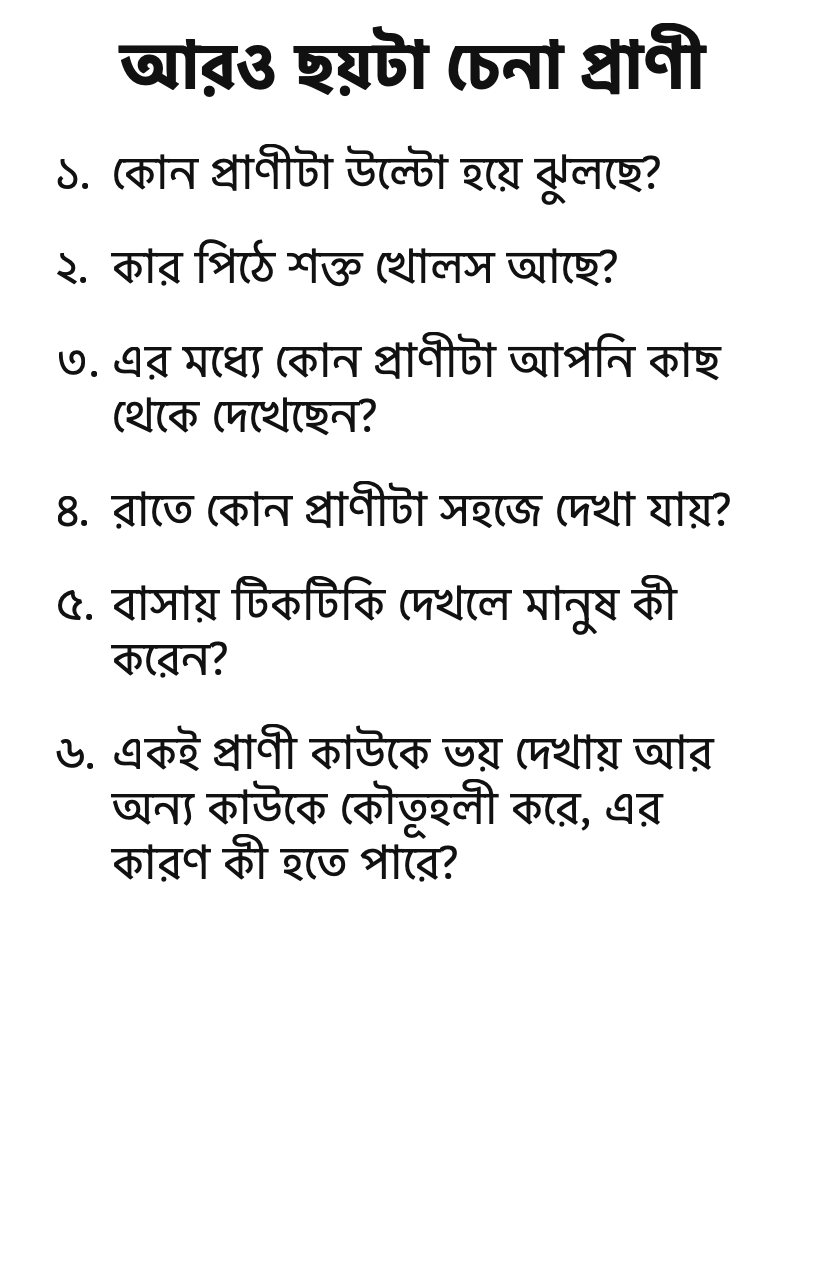 আরও ছয়টা চেনা প্রাণী
১. কোন প্রাণীটা উল্টো হয়ে ঝুলছে?
২. কার পিঠে শক্ত খোলস আছে?
৩. এর মধ্যে কোন প্রাণীটা আপনি কাছ
থেকে দেখেছেন?
৪. রাতে কোন প্রাণীটা সহজে দেখা যায়?
৫. বাসায় টিকটিকি দেখলে মানুষ কী
করেন?
৬. একই প্রাণী কাউকে ভয় দেখায় আর
অন্য কাউকে কৌতূহলী করে, এর
কারণ কী হতে পারে?